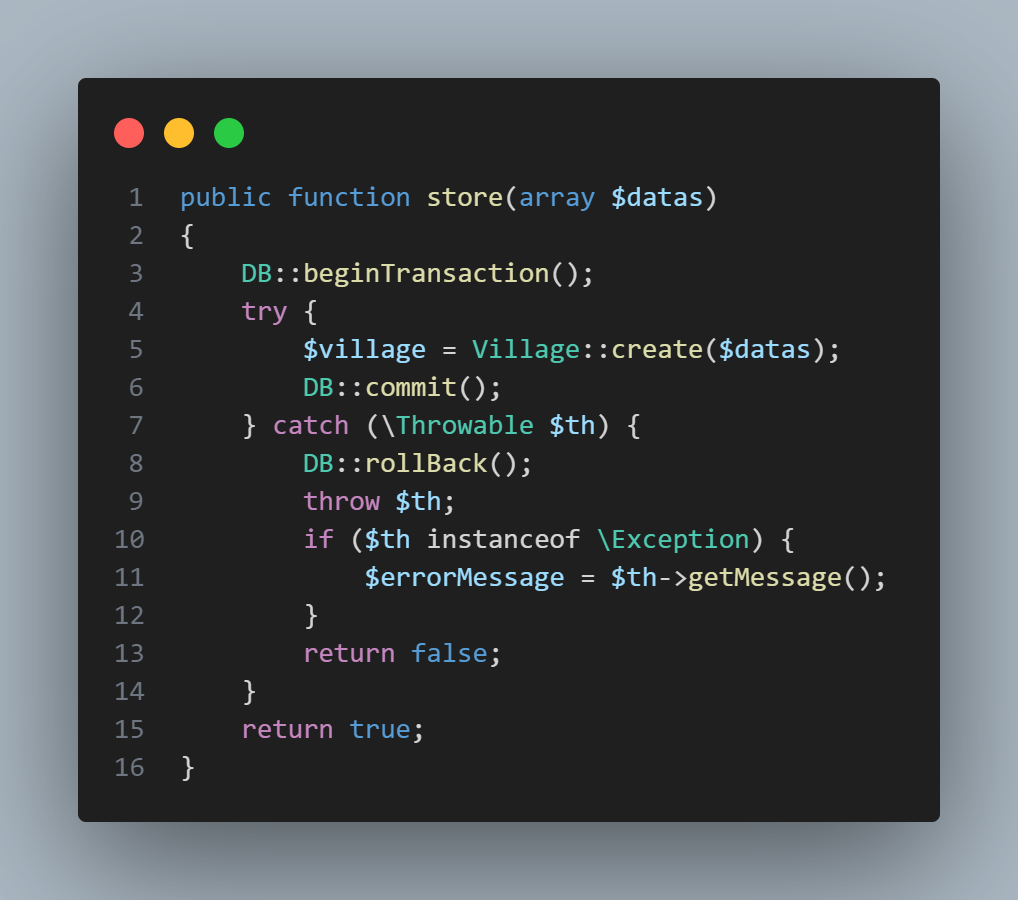 1 public function store(array $datas)
2 {
3     DB::beginTransaction();
4     try {
5         $village = Village::create($datas);
6         DB::commit();
7     } catch (\Throwable $th) {
8         DB::rollBack();
9         throw $th;
10         if ($th instanceof \Exception) {
11             $errorMessage = $th->getMessage();
12         }
13         return false;
14     }
15     return true;
16 }